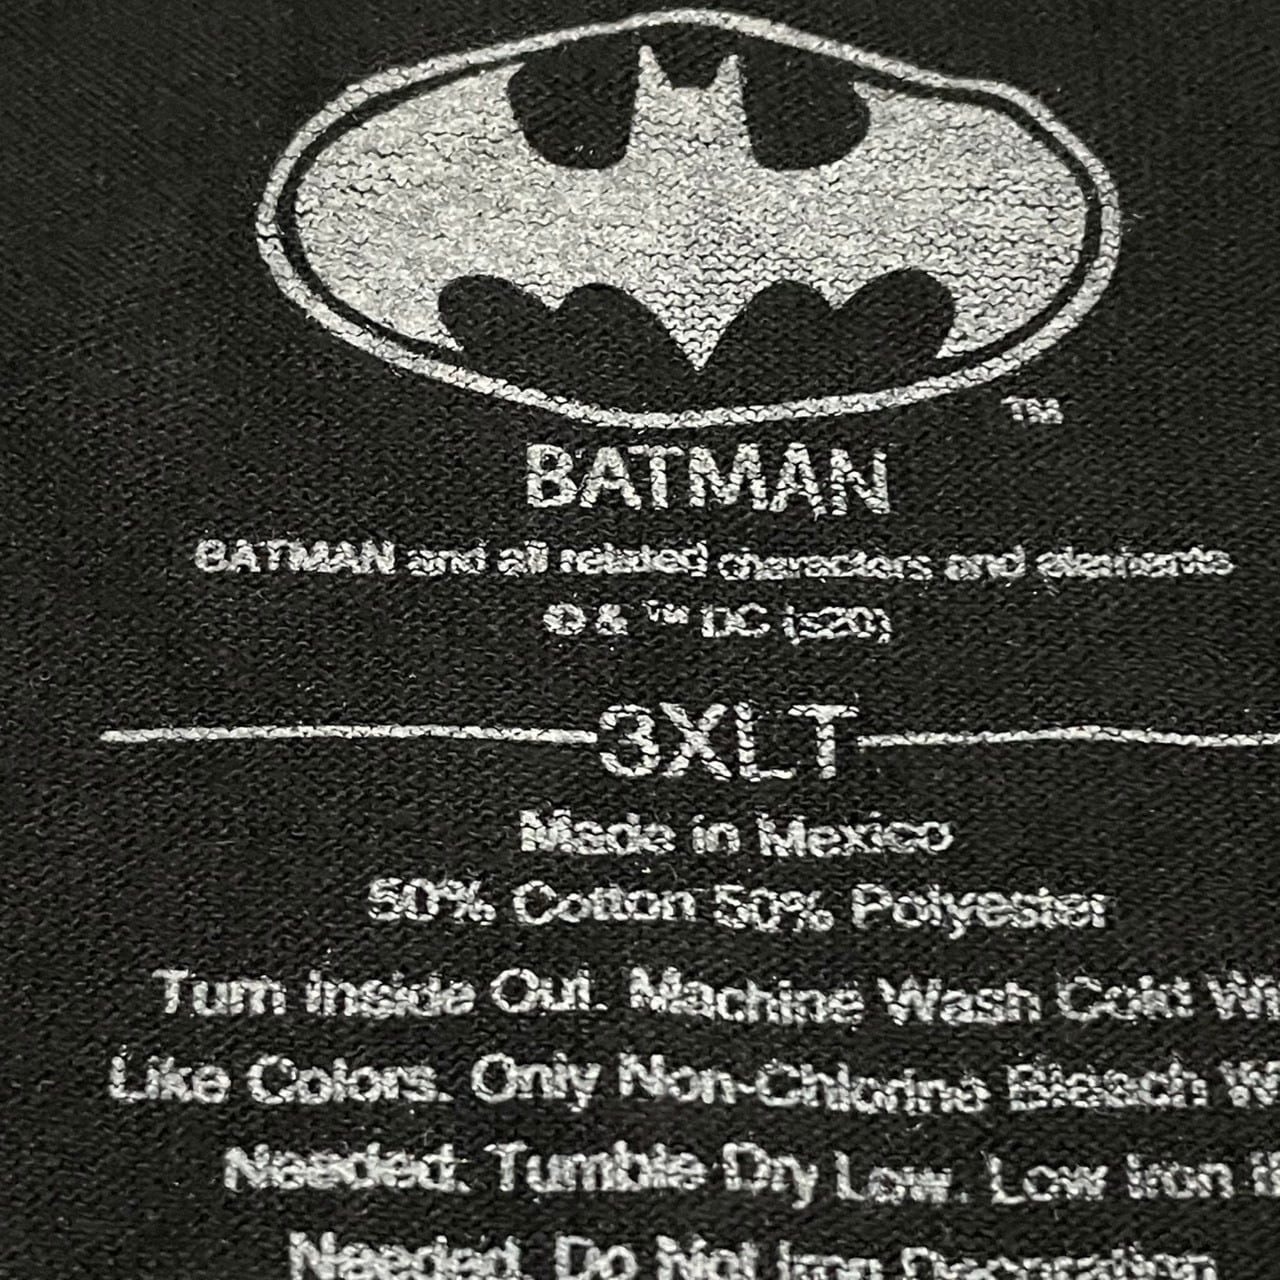 TM
BATMAN
BATMAN and all related characters and elements
© & ™ DC (s20)
3XLT
Made in Mexico
50% Cotton 50% Polyester
Turn Inside Out. Machine Wash Cold Wi
Like Colors. Only Non-Chlorine Bleach W
Needed. Tumble Dry Low. Low Iron If
Needed. Do Not Iron Decoration